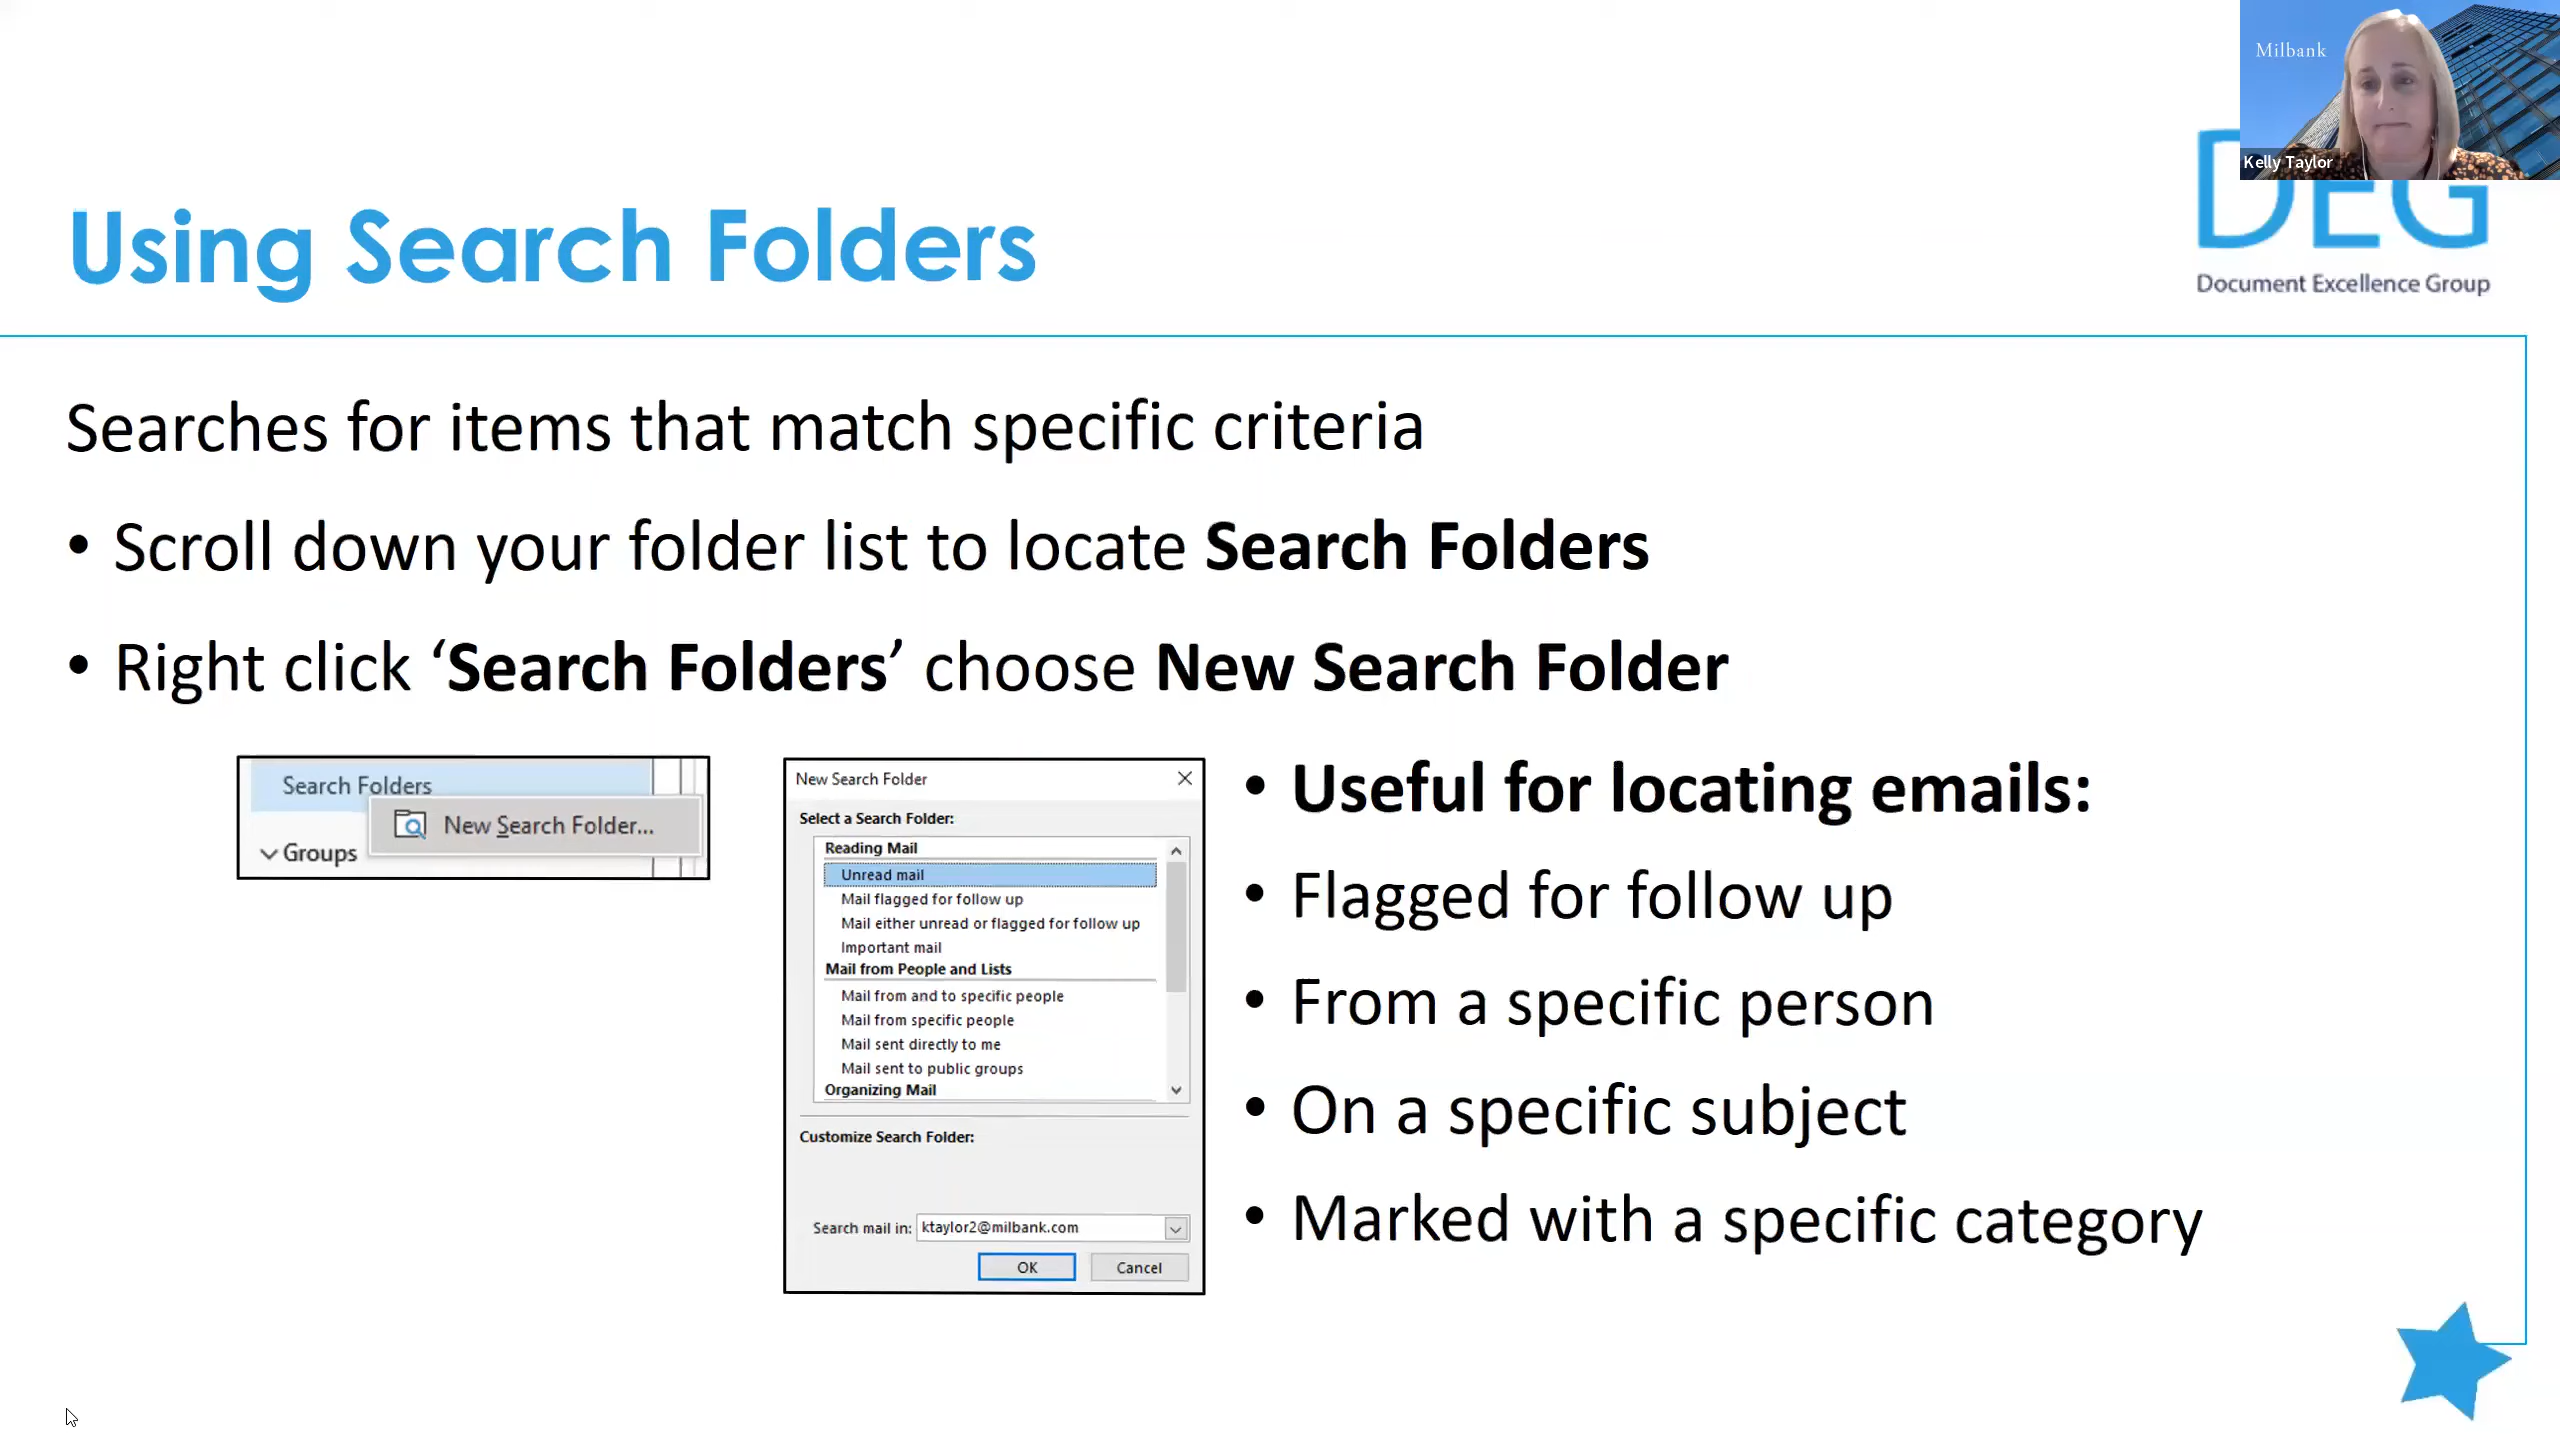 Milbank
Kelly Taylor
DEG
Document Excellence Group
Using Search Folders
Searches for items that match specific criteria
• Scroll down your folder list to locate Search Folders
• Right click ‘Search Folders’ choose New Search Folder
Search Folders
New Search Folder...
Groups
New Search Folder
Select a Search Folder:
Reading Mail
Unread mail
Mail flagged for follow up
Mail either unread or flagged for follow up
Important mail
Mail from People and Lists
Mail from and to specific people
Mail from specific people
Mail sent directly to me
Mail sent to public groups
Organizing Mail
Customize Search Folder:
Search mail in: ktaylor2@milbank.com
OK Cancel
• Useful for locating emails:
• Flagged for follow up
• From a specific person
• On a specific subject
• Marked with a specific category